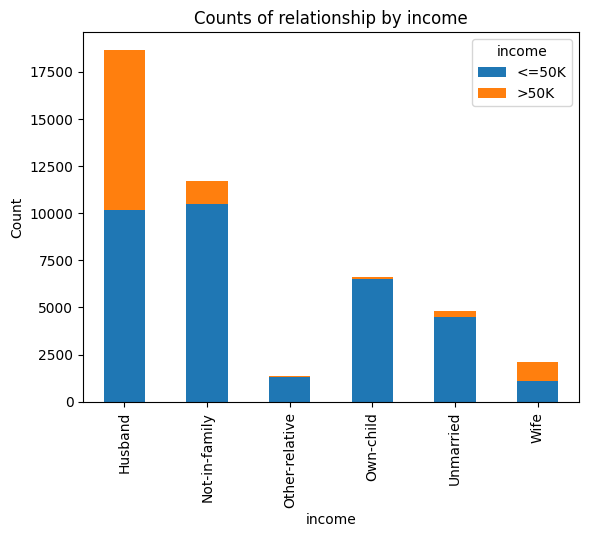 Counts of relationship by income
income
<=50K
>50K
Count
17500
15000
12500
10000
7500
5000
2500
0
Husband
Not-in-family
Other-relative
Own-child
Unmarried
Wife
income